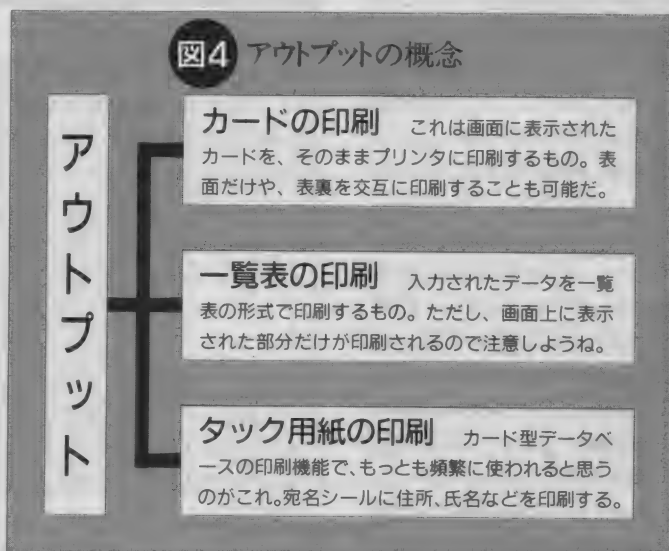 図4 アウトプットの概念
アウトプット
カードの印刷 これは画面に表示された
カードを、そのままプリンタに印刷するもの。表
面だけや、表裏を交互に印刷することも可能だ。
一覧表の印刷 入力されたデータを一覧
表の形式で印刷するもの。ただし、画面上に表示
された部分だけが印刷されるので注意しようね。
タック用紙の印刷 カード型データベ
ースの印刷機能で、もっとも頻繁に使われると思う
のがこれ。宛名シールに住所、氏名などを印刷する。